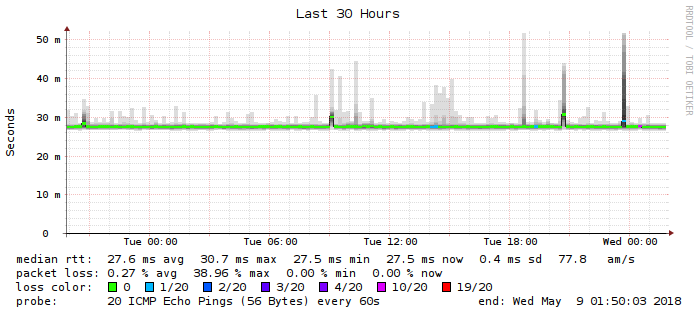 Last 30 Hours
RRDTOOL / TOBI OETIKER
Seconds
50 m
40 m
30 m
20 m
10 m
0
Tue 00:00 Tue 06:00 Tue 12:00 Tue 18:00 Wed 00:00
median rtt: 27.6 ms avg 30.7 ms max 27.5 ms min 27.5 ms now 0.4 ms sd 77.8 am/s
packet loss: 0.27 % avg 38.96 % max 0.00 % min 0.00 % now
loss color: 0 1/20 2/20 3/20 4/20 10/20 19/20
probe: 20 ICMP Echo Pings (56 Bytes) every 60s end: Wed May 9 01:50:03 2018